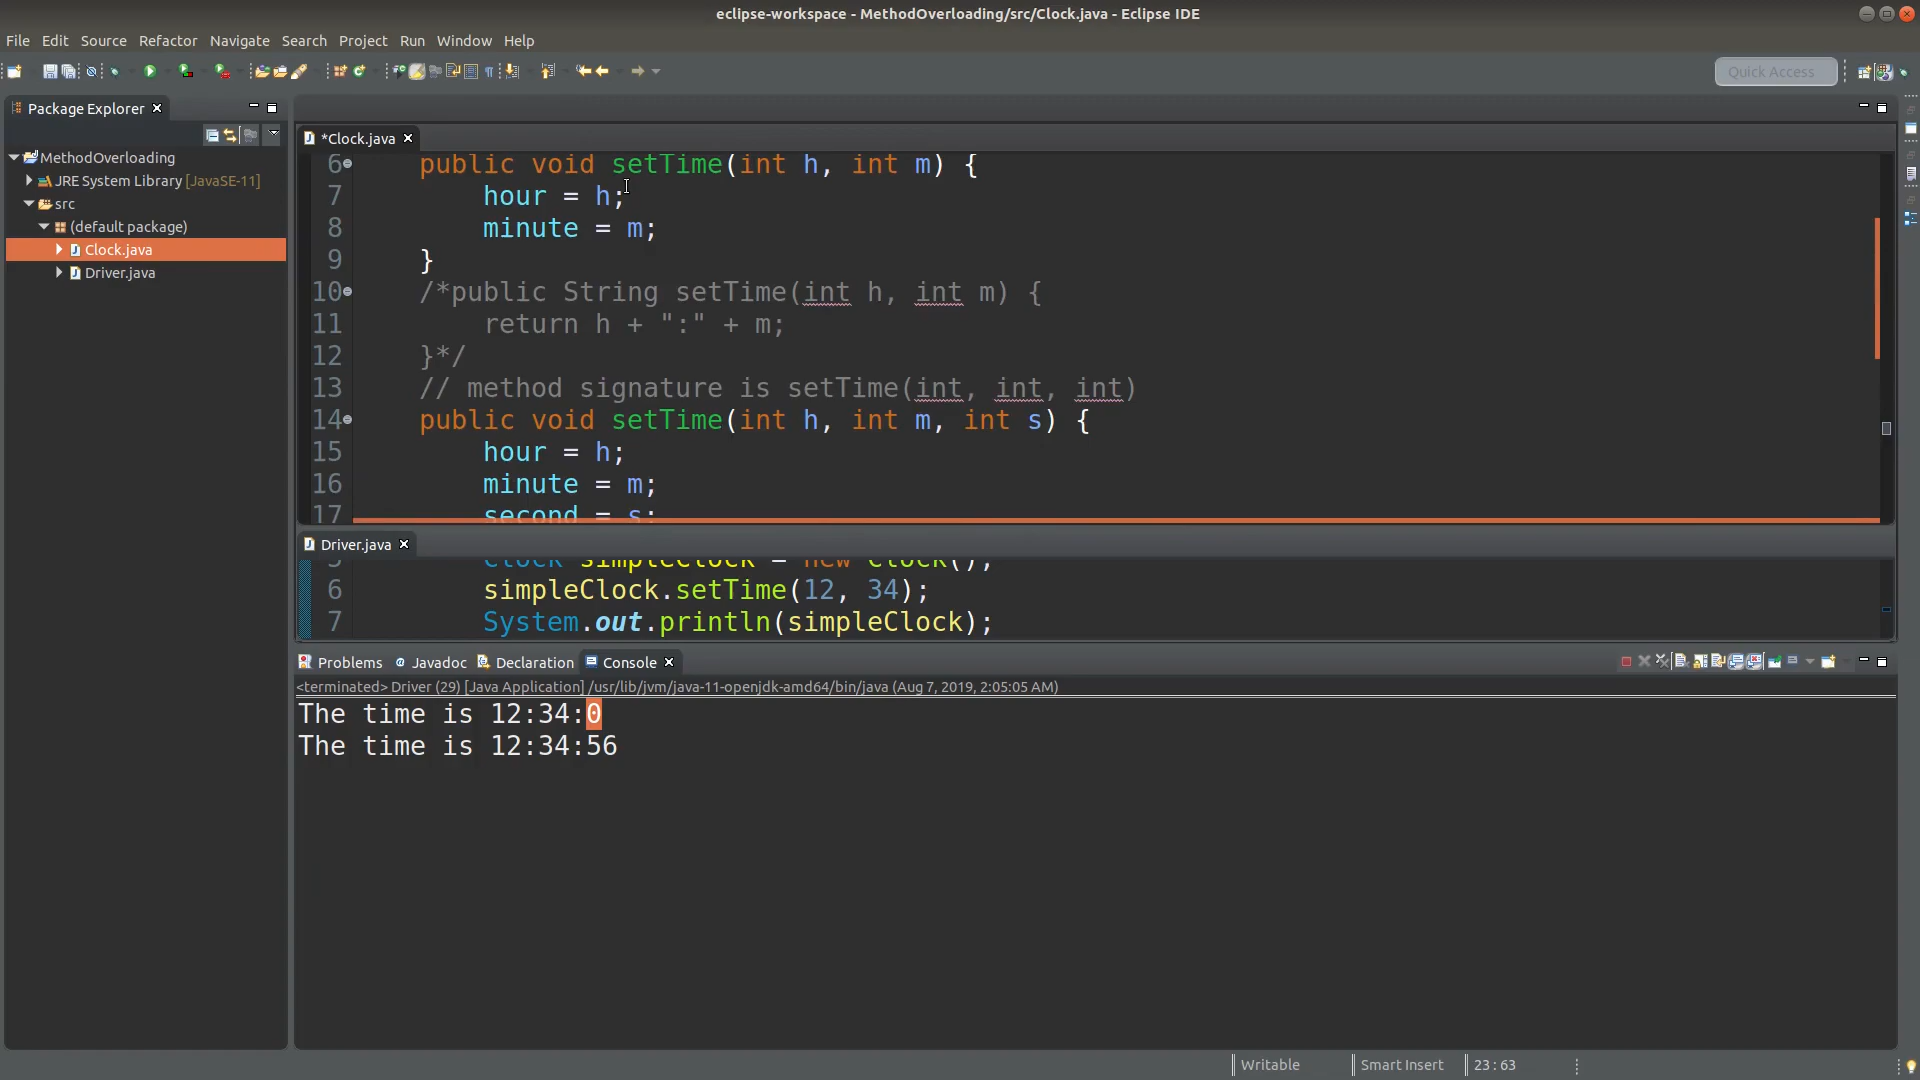 eclipse-workspace - MethodOverloading/src/Clock.java - Eclipse IDE
File Edit Source Refactor Navigate Search Project Run Window Help
Quick Access
Package Explorer
MethodOverloading
JRE System Library [JavaSE-11]
src
(default package)
Clock.java
Driver.java
*Clock.java
6 public void setTime(int h, int m) {
7 hour = h;
8 minute = m;
9 }
10 /*public String setTime(int h, int m) {
11 return h + ":" + m;
12 }*/
13 // method signature is setTime(int, int, int)
14 public void setTime(int h, int m, int s) {
15 hour = h;
16 minute = m;
17 second = s;
Driver.java
5 Clock simpleClock = new Clock();
6 simpleClock.setTime(12, 34);
7 System.out.println(simpleClock);
Problems Javadoc Declaration Console
<terminated> Driver (29) [Java Application] /usr/lib/jvm/java-11-openjdk-amd64/bin/java (Aug 7, 2019, 2:05:05 AM)
The time is 12:34:0
The time is 12:34:56
Writable Smart Insert 23:63